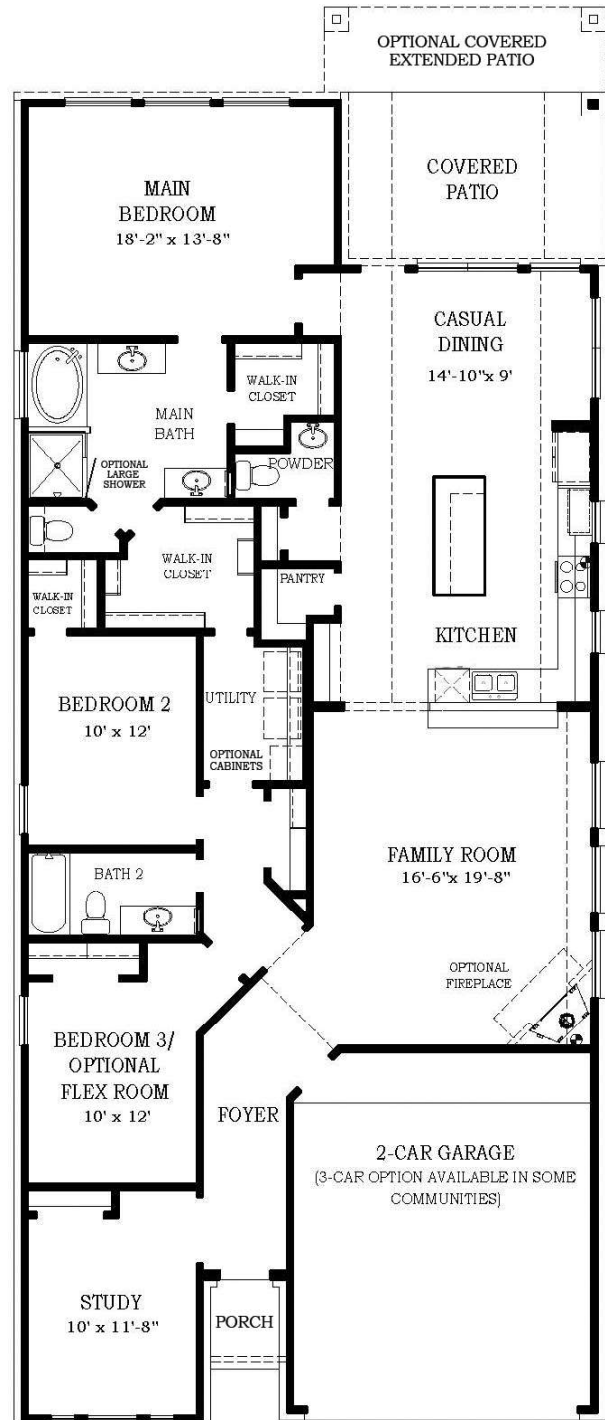 OPTIONAL COVERED
EXTENDED PATIO
COVERED
PATIO
MAIN
BEDROOM
18'-2" x 13'-8"
CASUAL
DINING
14'-10"x 9'
WALK-IN
CLOSET
MAIN
BATH
OPTIONAL
LARGE
SHOWER
POWDER
WALK-IN
CLOSET
PANTRY
WALK-IN
CLOSET
KITCHEN
BEDROOM 2
10' x 12'
UTILITY
OPTIONAL
CABINETS
FAMILY ROOM
16'-6"x 19'-8"
BATH 2
OPTIONAL
FIREPLACE
BEDROOM 3/
OPTIONAL
FLEX ROOM
10' x 12'
FOYER
2-CAR GARAGE
(3-CAR OPTION AVAILABLE IN SOME
COMMUNITIES)
STUDY
10' x 11'-8"
PORCH